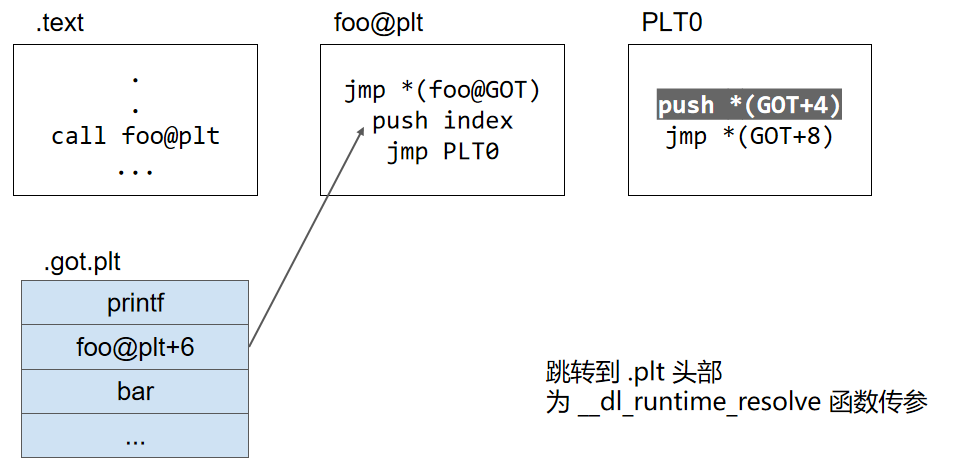 .text
foo@plt
PLT0
.
.
call foo@plt
...
jmp *(foo@GOT)
push index
jmp PLT0
push *(GOT+4)
jmp *(GOT+8)
.got.plt
printf
foo@plt+6
bar
...
跳转到 .plt 头部
为 __dl_runtime_resolve 函数传参